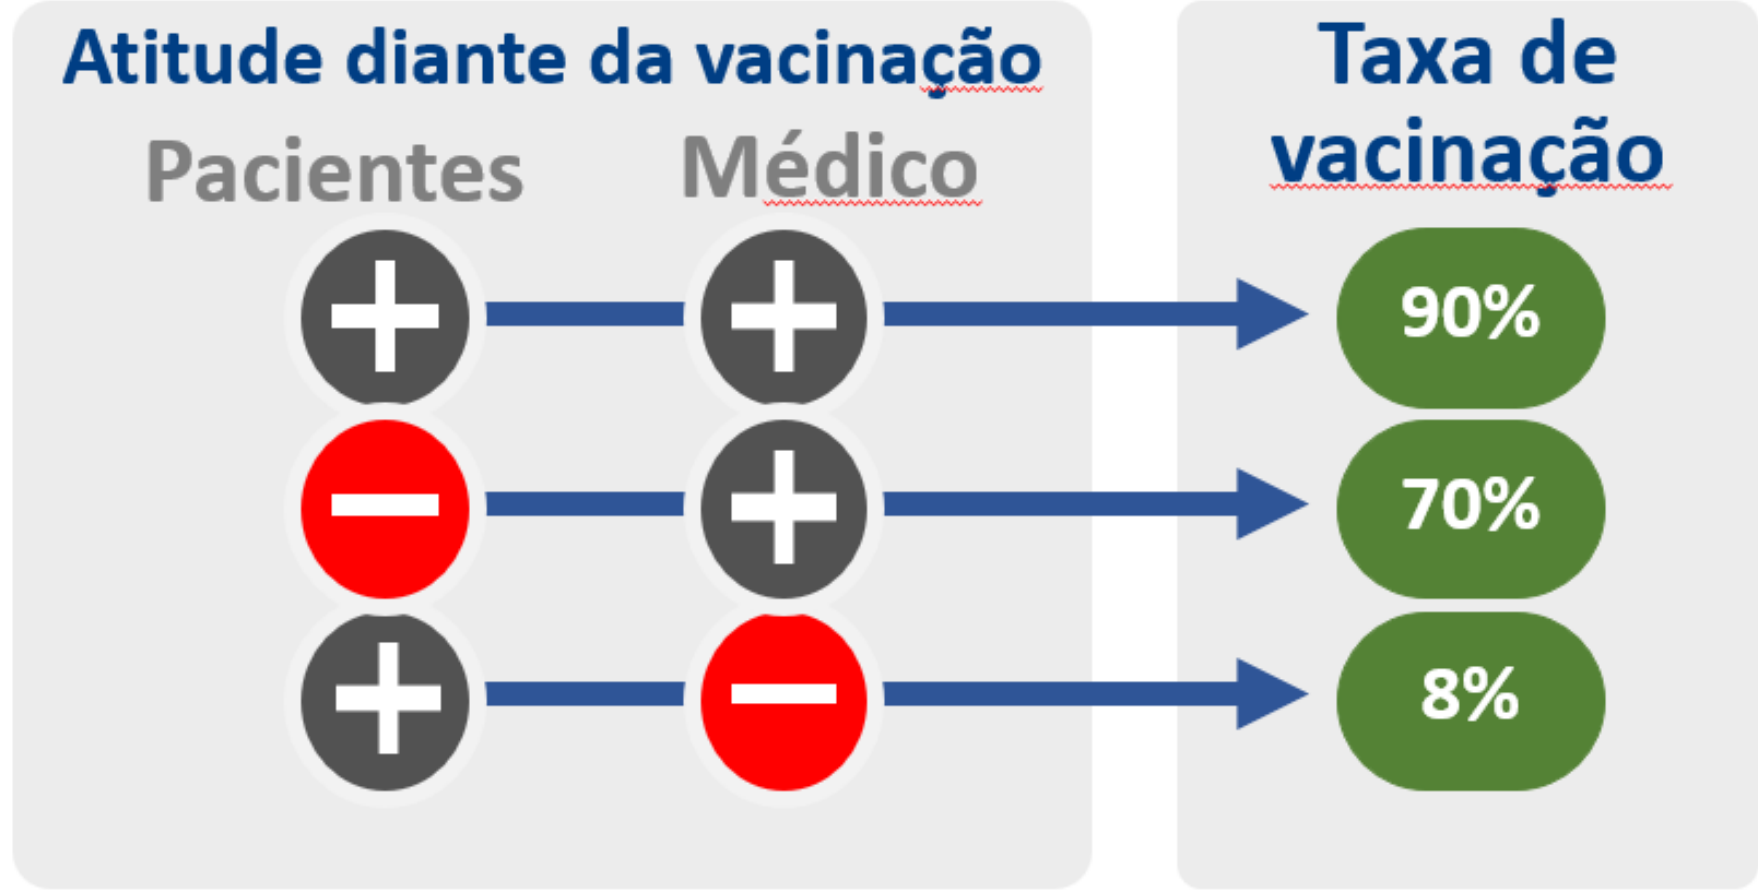 Atitude diante da vacinação
Pacientes
Médico
Taxa de
vacinação
90%
70%
8%